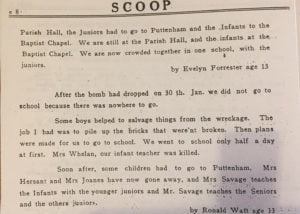 « 8 ·
SCOOP
Parish Hall, the Juniors had to go to Puttenham and the Infants to the
Baptist Chapel. We are still at the Parish Hall, and the infants at the
Baptist Chapel. We are now crowded together in one school, with the
juniors.
by Evelyn Forrester age 13
After the bomb had dropped on 30 th. Jan. we did not go to
school because there was nowhere to go.
Some boys helped to salvage things from the wreckage. The
job I had was to pile up the bricks that were'nt broken. Then plans
were made for us to go to school. We went to school only half a day
at first. Mrs Whelan, our infant teacher was killed.
Soon after, some children had to go to Puttenham, Mrs
Hersant and Mrs Joanes have now gone away, and Mrs Savage teaches
the Infants with the younger juniors and Mr. Savage teaches the Seniors
and the others juniors.
by Ronald Watt age 13